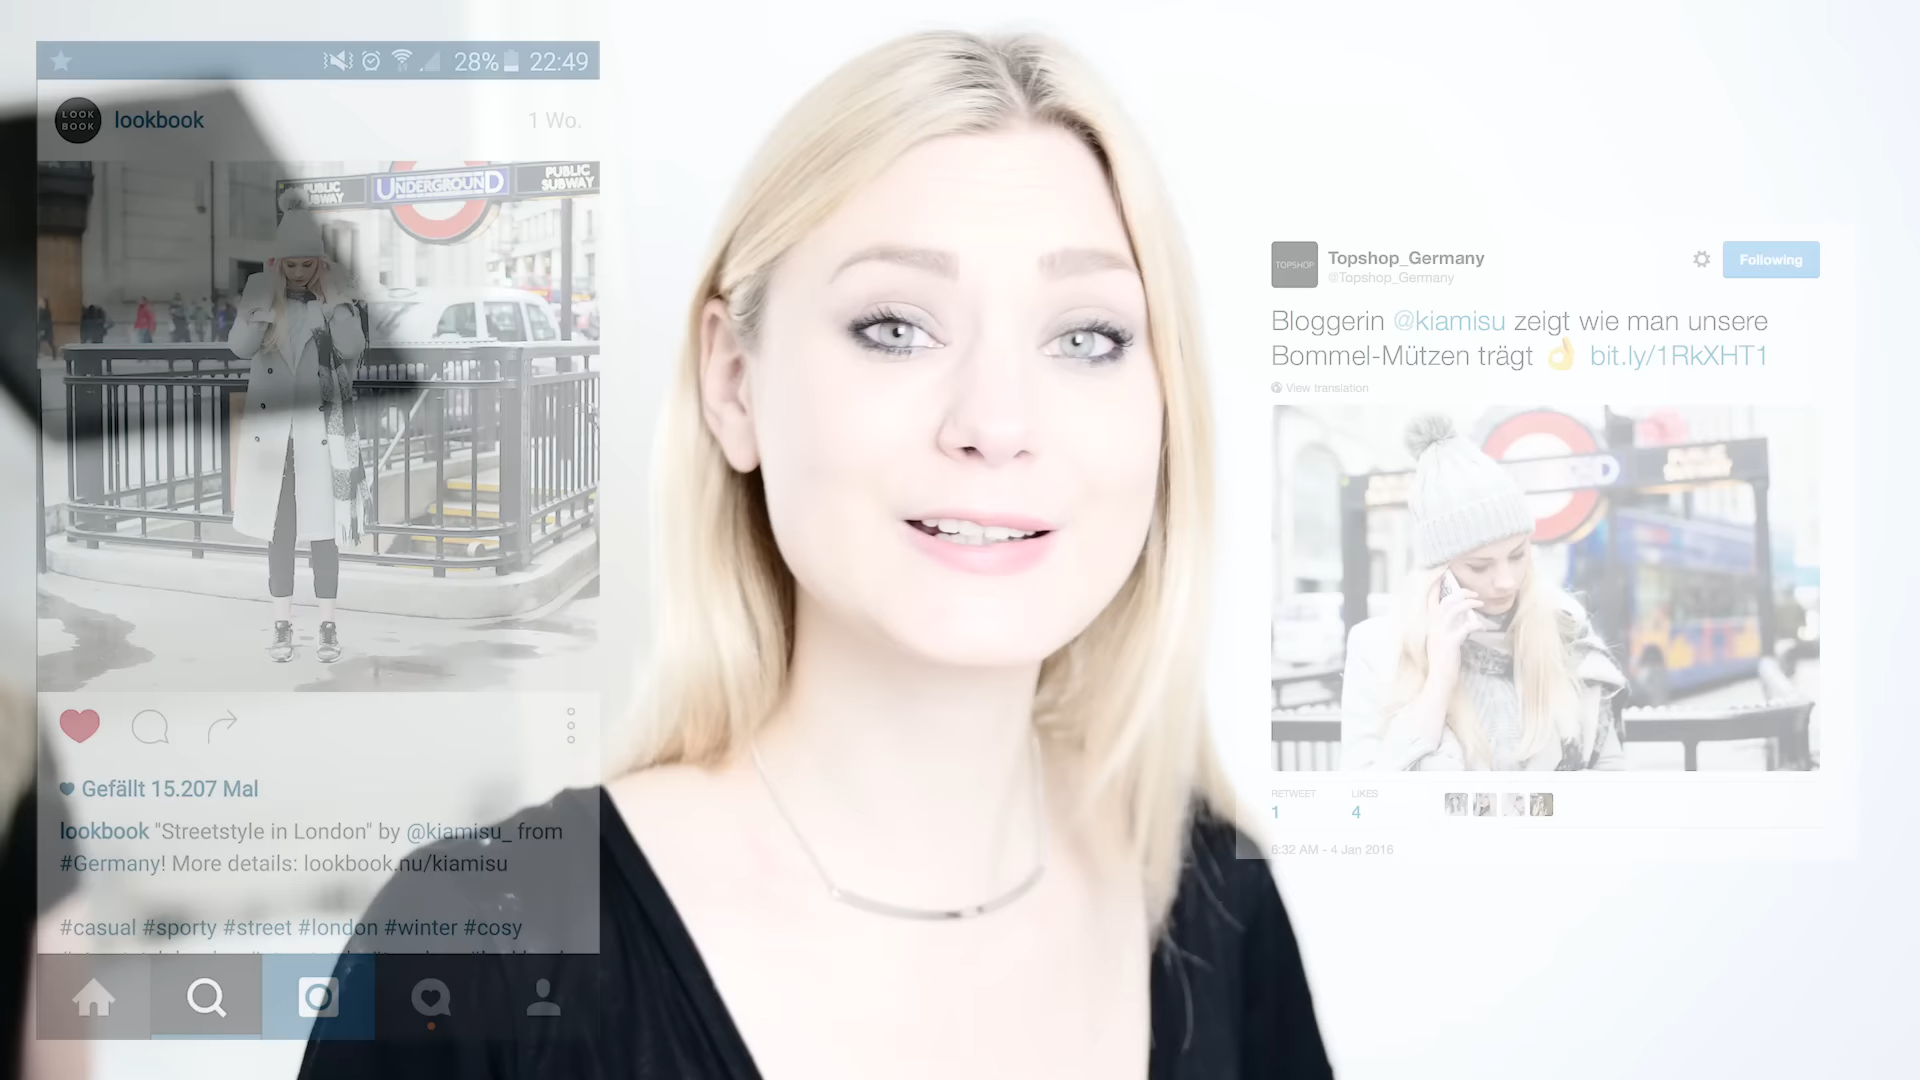 28% 22:49
LOOK
BOOK
lookbook
1 Wo.
PUBLIC
SUBWAY
UNDERGROUND
PUBLIC
SUBWAY
Gefällt 15.207 Mal
lookbook "Streetstyle in London" by @kiamisu_ from
#Germany! More details: lookbook.nu/kiamisu
#casual #sporty #street #london #winter #cosy
TOPSHOP
Topshop_Germany
@Topshop_Germany
Following
Bloggerin @kiamisu zeigt wie man unsere
Bommel-Mützen trägt 👌 bit.ly/1RkXHT1
View translation
RETWEET
1
LIKES
4
6:32 AM - 4 Jan 2016